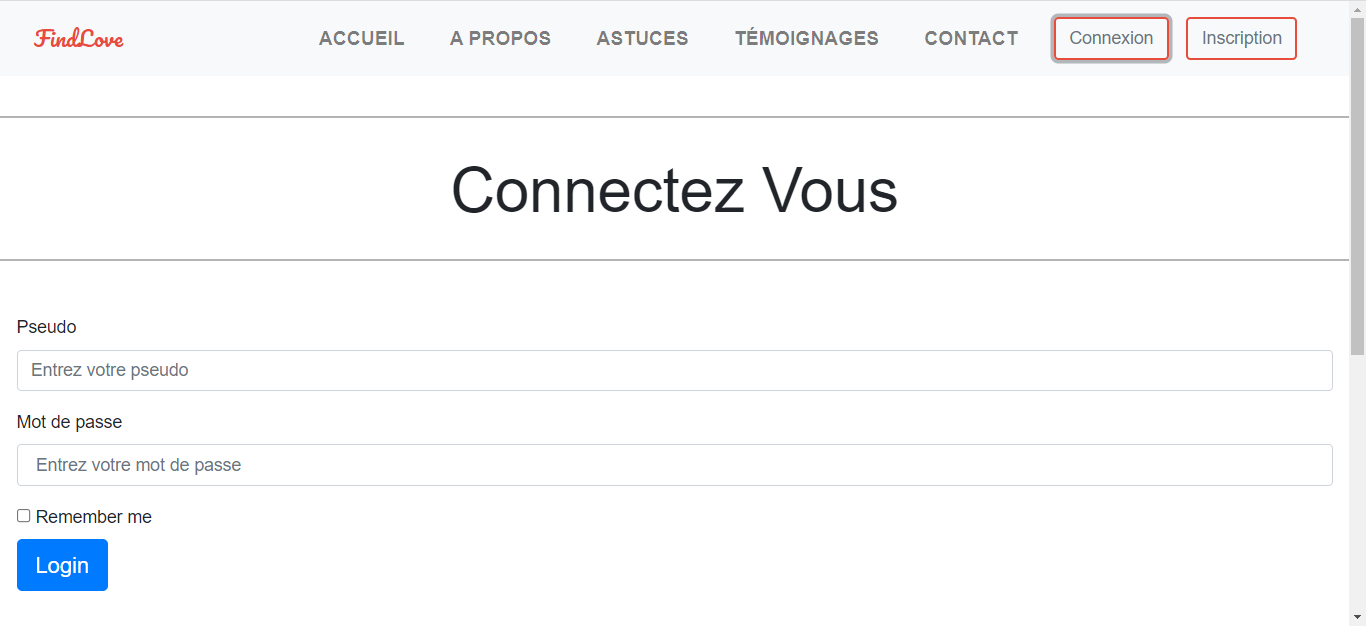 FindLove ACCUEIL A PROPOS ASTUCES TÉMOIGNAGES CONTACT Connexion Inscription
Connectez Vous
Pseudo
Entrez votre pseudo
Mot de passe
Entrez votre mot de passe
Remember me
Login